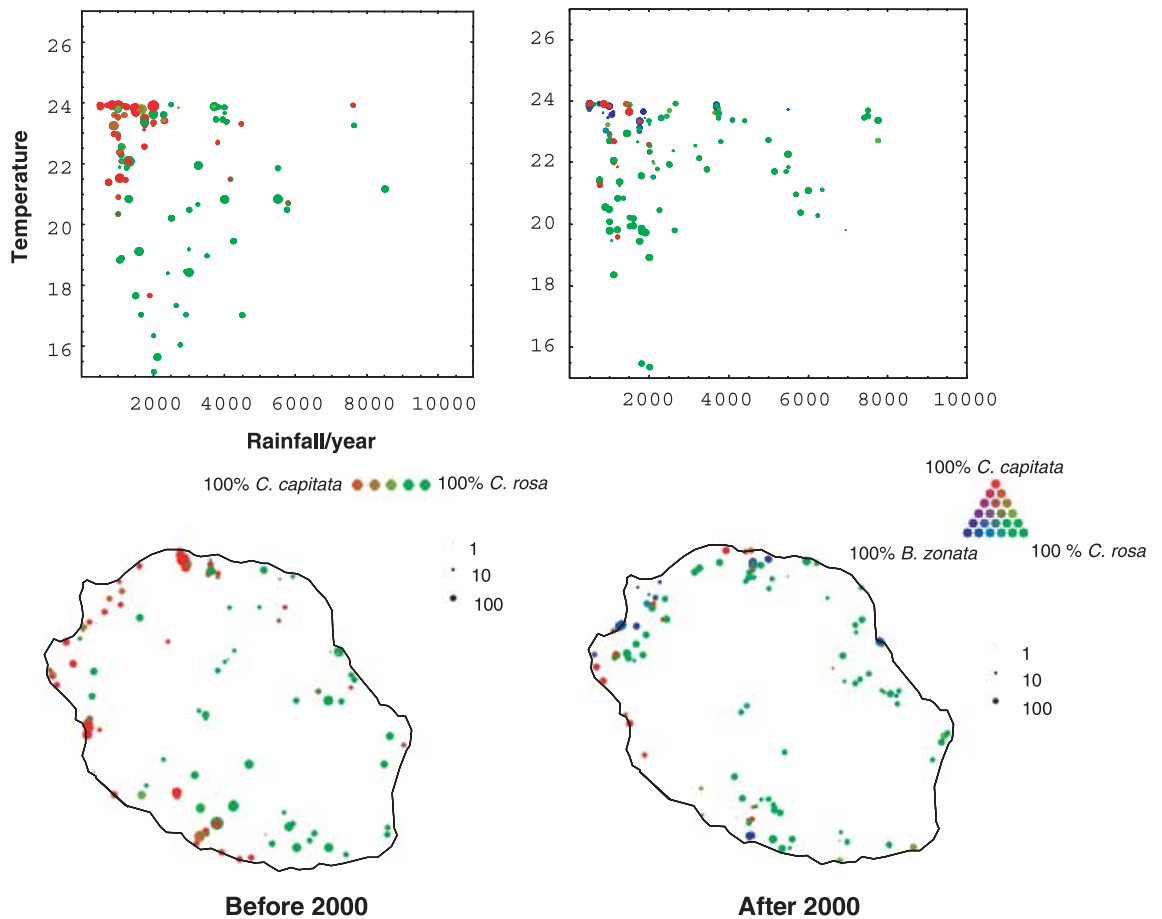 26
24
22
20
18
16
Temperature
2000 4000 6000 8000 10000
Rainfall/year
26
24
22
20
18
16
2000 4000 6000 8000 10000
100% C. capitata
100% C. rosa
1
10
100
Before 2000
100% C. capitata
100% B. zonata
100 % C. rosa
1
10
100
After 2000